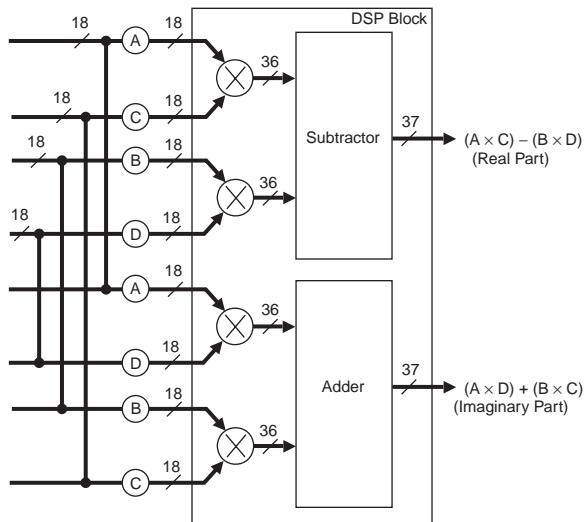 DSP Block
18
A
18
36
18
C
18
Subtractor
37
(A × C) – (B × D)
(Real Part)
18
B
18
36
18
D
18
A
18
36
D
18
Adder
37
(A × D) + (B × C)
(Imaginary Part)
B
18
36
C
18